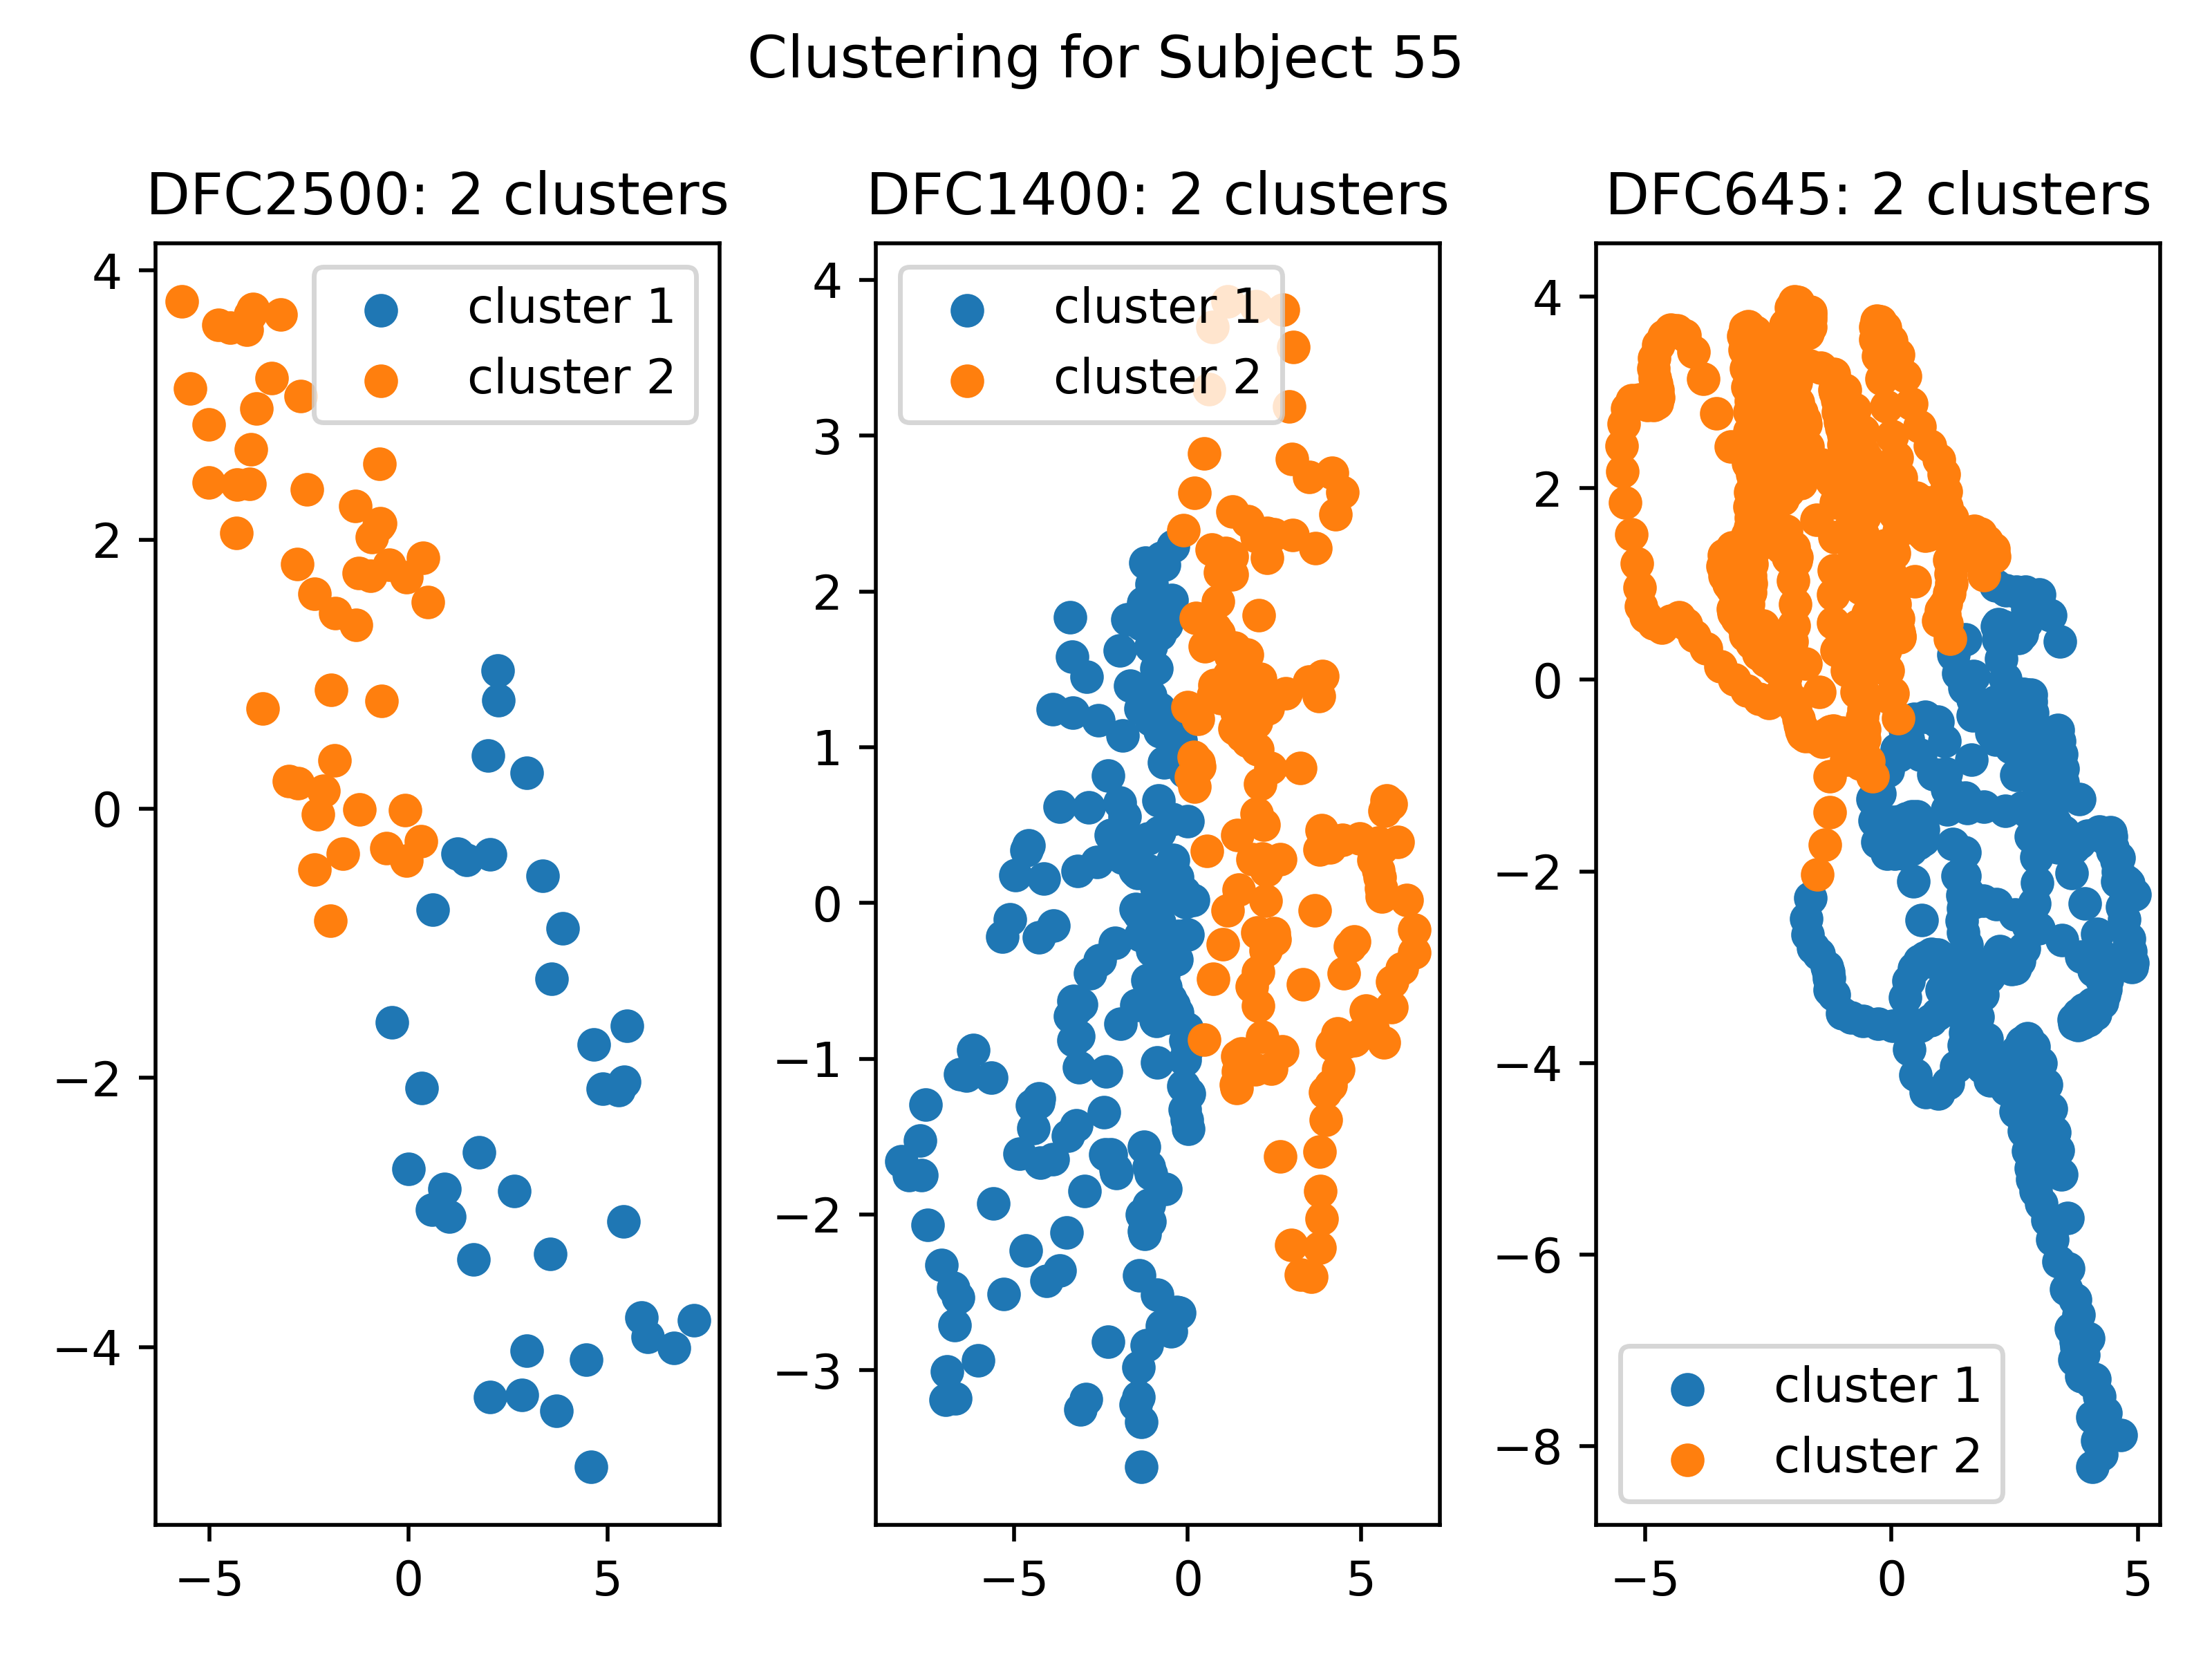 Clustering for Subject 55
DFC2500: 2 clusters
4
2
0
−2
−4
−5 0 5
cluster 1
cluster 2
DFC1400: 2 clusters
4
3
2
1
0
−1
−2
−3
−5 0 5
cluster 1
cluster 2
DFC645: 2 clusters
4
2
0
−2
−4
−6
−8
−5 0 5
cluster 1
cluster 2